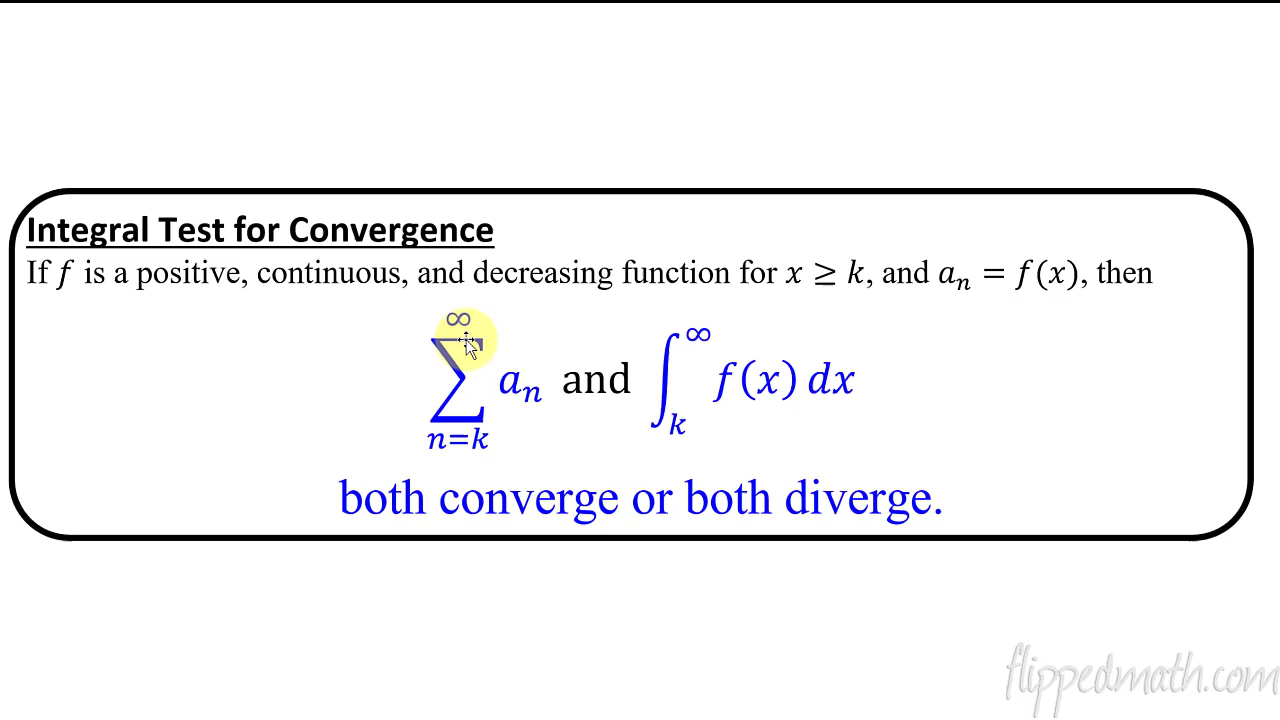 Integral Test for Convergence
If 𝑓 is a positive, continuous, and decreasing function for 𝑥 ≥ 𝑘, and 𝑎ₙ = 𝑓(𝑥), then
∞
∑ 𝑎ₙ and ∫ₖ^∞ 𝑓(𝑥) 𝑑𝑥
𝑛=𝑘
both converge or both diverge.
flippedmath.com